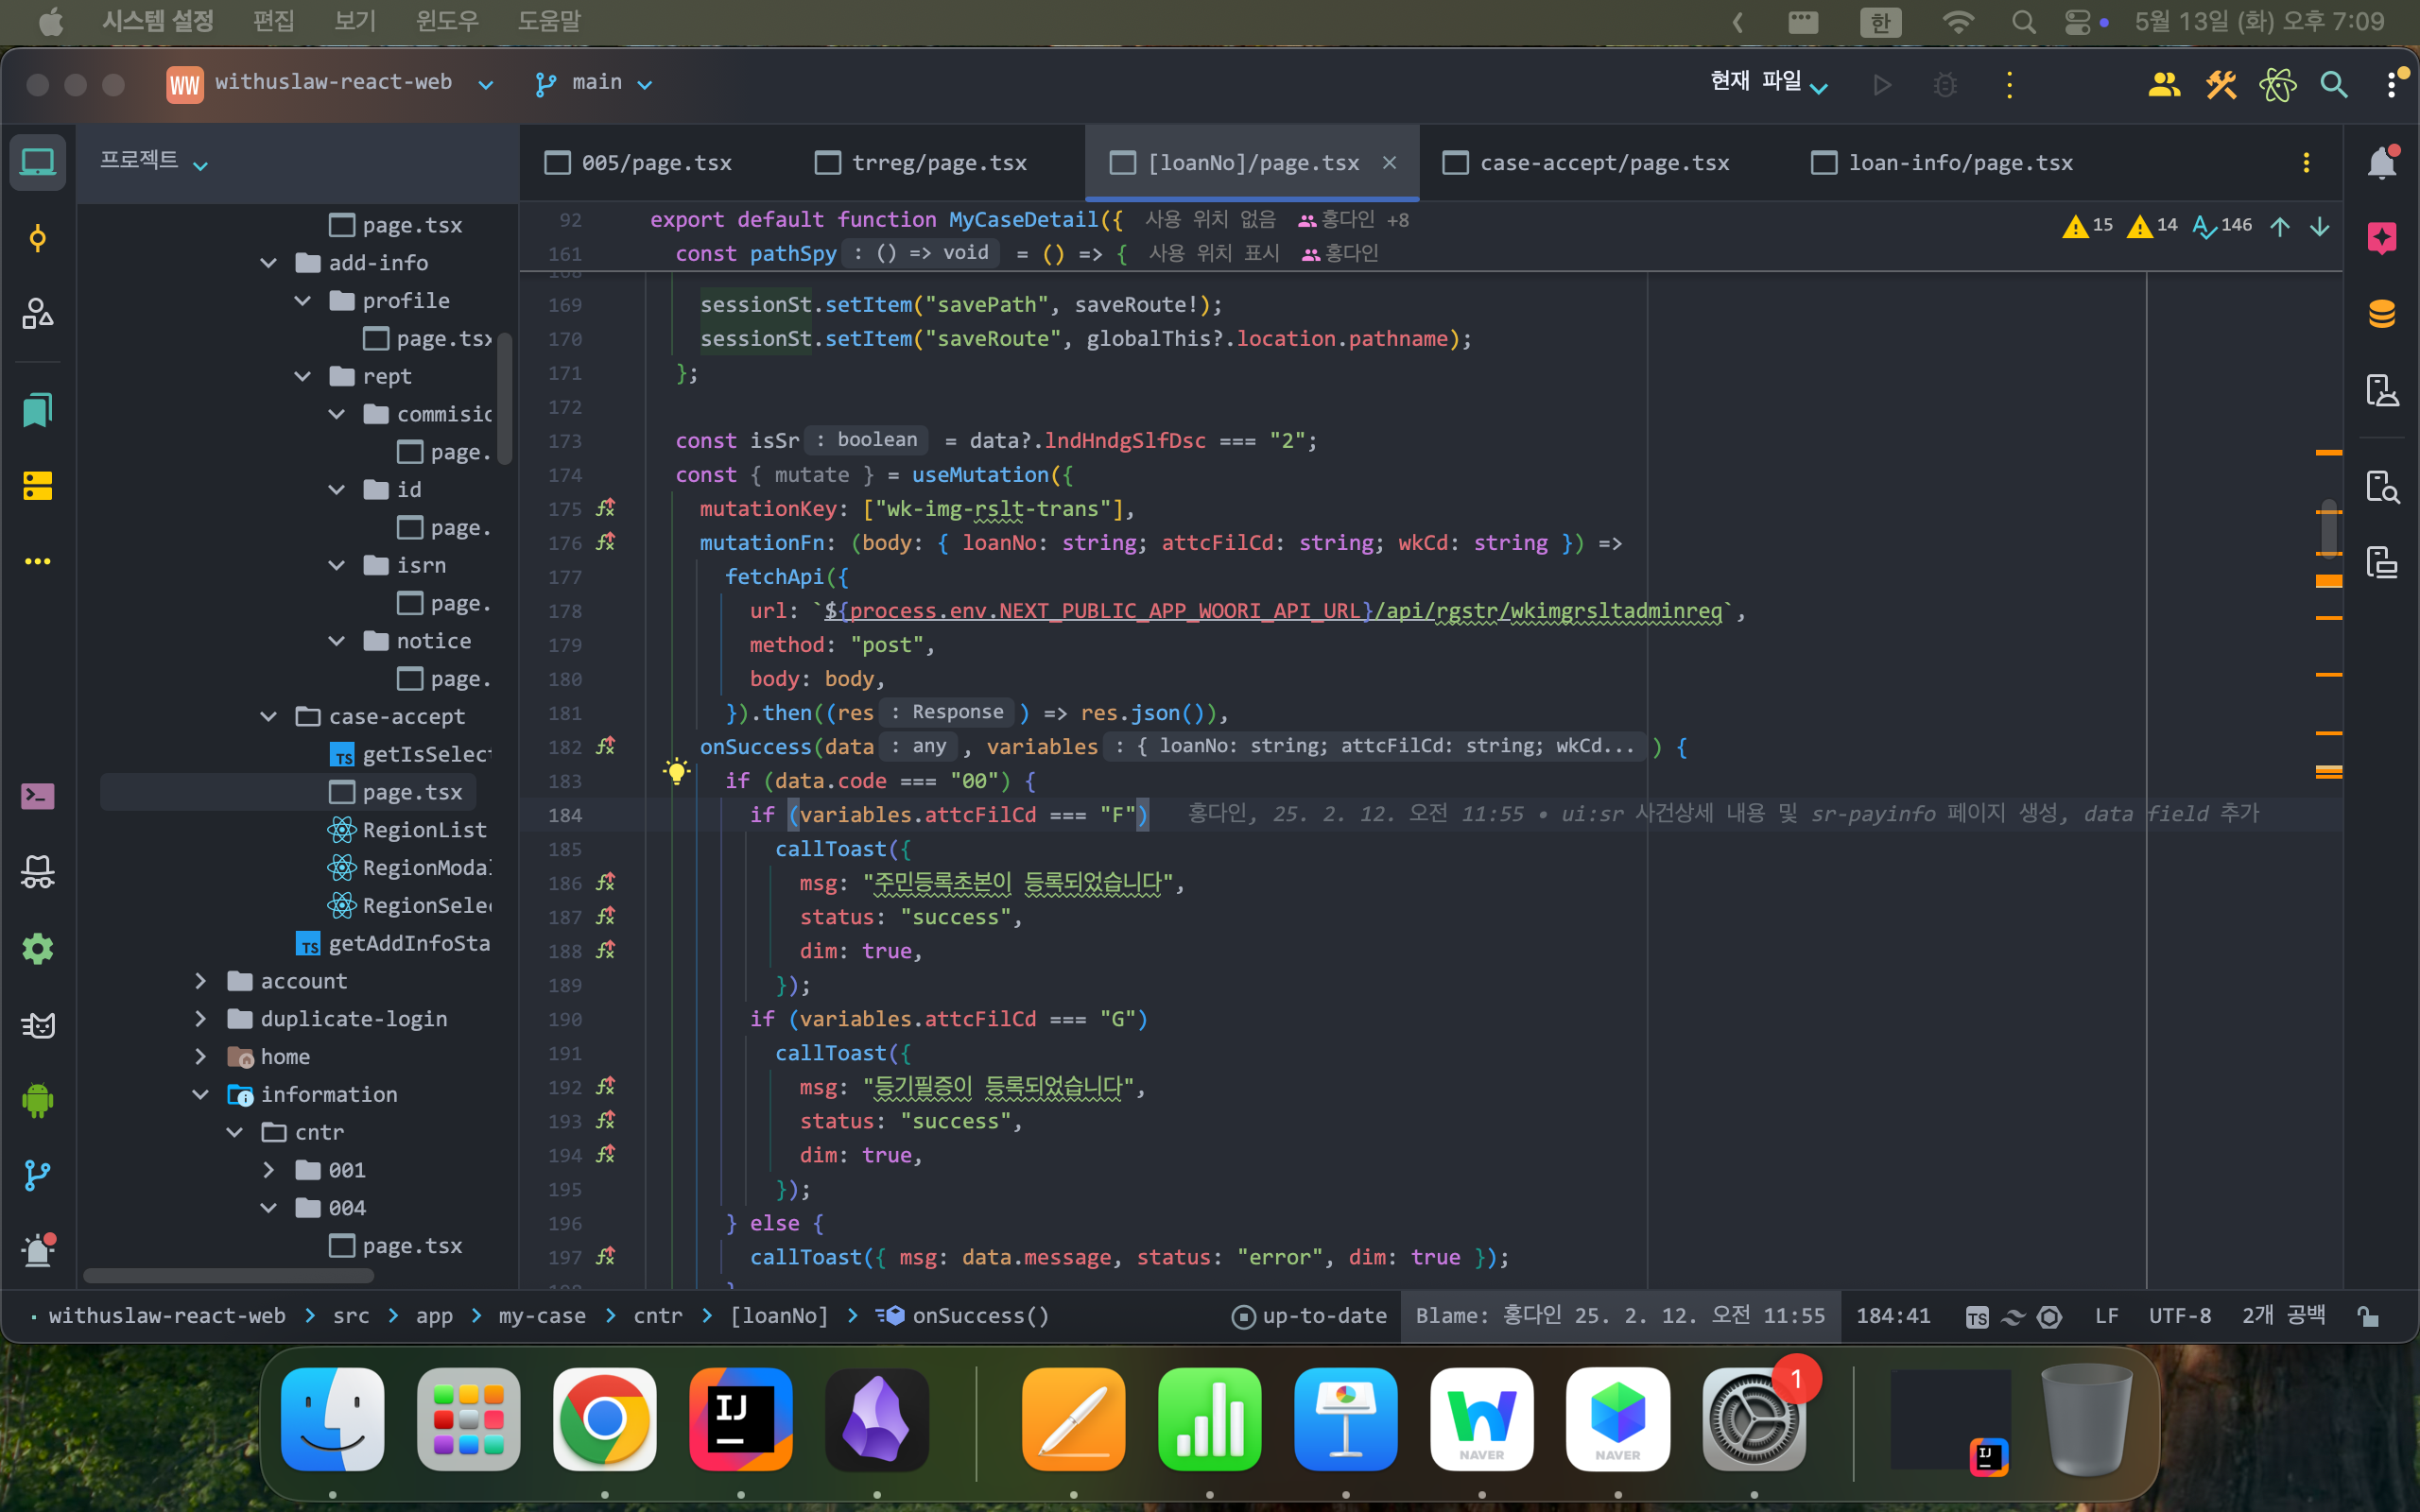 시스템 설정 편집 보기 윈도우 도움말 한 5월 13일 (화) 오후 7:09
WW withuslaw-react-web main 현재 파일
프로젝트
page.tsx
add-info
profile
page.tsx
rept
commisic
page.
id
page.
isrn
page.
notice
page.
case-accept
TS getIsSelect
page.tsx
RegionList
RegionModa
RegionSele
TS getAddInfoSta
account
duplicate-login
home
information
cntr
001
004
page.tsx
005/page.tsx trreg/page.tsx [loanNo]/page.tsx × case-accept/page.tsx loan-info/page.tsx
92 export default function MyCaseDetail({ 사용 위치 없음 홍다인 +8
15 14 146
161 const pathSpy : () => void = () => { 사용 위치 표시 홍다인
169 sessionSt.setItem("savePath", saveRoute!);
170 sessionSt.setItem("saveRoute", globalThis?.location.pathname);
171 };
172
173 const isSr : boolean = data?.lndHndgSlfDsc === "2";
174 const { mutate } = useMutation({
175 mutationKey: ["wk-img-rslt-trans"],
176 mutationFn: (body: { loanNo: string; attcFilCd: string; wkCd: string }) =>
177 fetchApi({
178 url: `${process.env.NEXT_PUBLIC_APP_WOORI_API_URL}/api/rgstr/wkimgrsltadminreq`,
179 method: "post",
180 body: body,
181 }).then((res : Response ) => res.json()),
182 onSuccess(data : any , variables : { loanNo: string; attcFilCd: string; wkCd... ) {
183 if (data.code === "00") {
184 if (variables.attcFilCd === "F") 홍다인, 25. 2. 12. 오전 11:55 • ui:sr 사건상세 내용 및 sr-payinfo 페이지 생성, data field 추가
185 callToast({
186 msg: "주민등록초본이 등록되었습니다",
187 status: "success",
188 dim: true,
189 });
190 if (variables.attcFilCd === "G")
191 callToast({
192 msg: "등기필증이 등록되었습니다",
193 status: "success",
194 dim: true,
195 });
196 } else {
197 callToast({ msg: data.message, status: "error", dim: true });
withuslaw-react-web > src > app > my-case > cntr > [loanNo] > onSuccess() up-to-date Blame: 홍다인 25. 2. 12. 오전 11:55 184:41 TS LF UTF-8 2개 공백
IJ NAVER NAVER 1 IJ